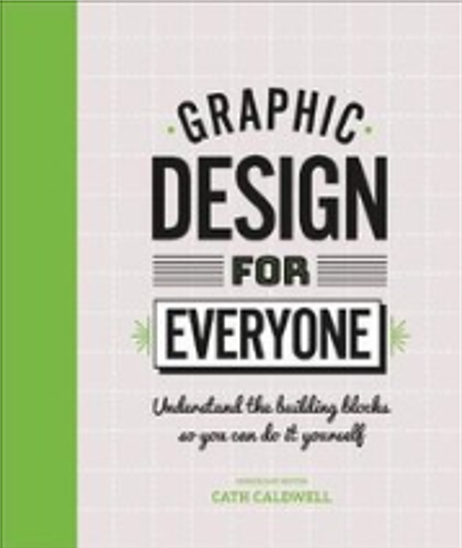 GRAPHIC
DESIGN
FOR
EVERYONE
Understand the building blocks
so you can do it yourself
CATH CALDWELL